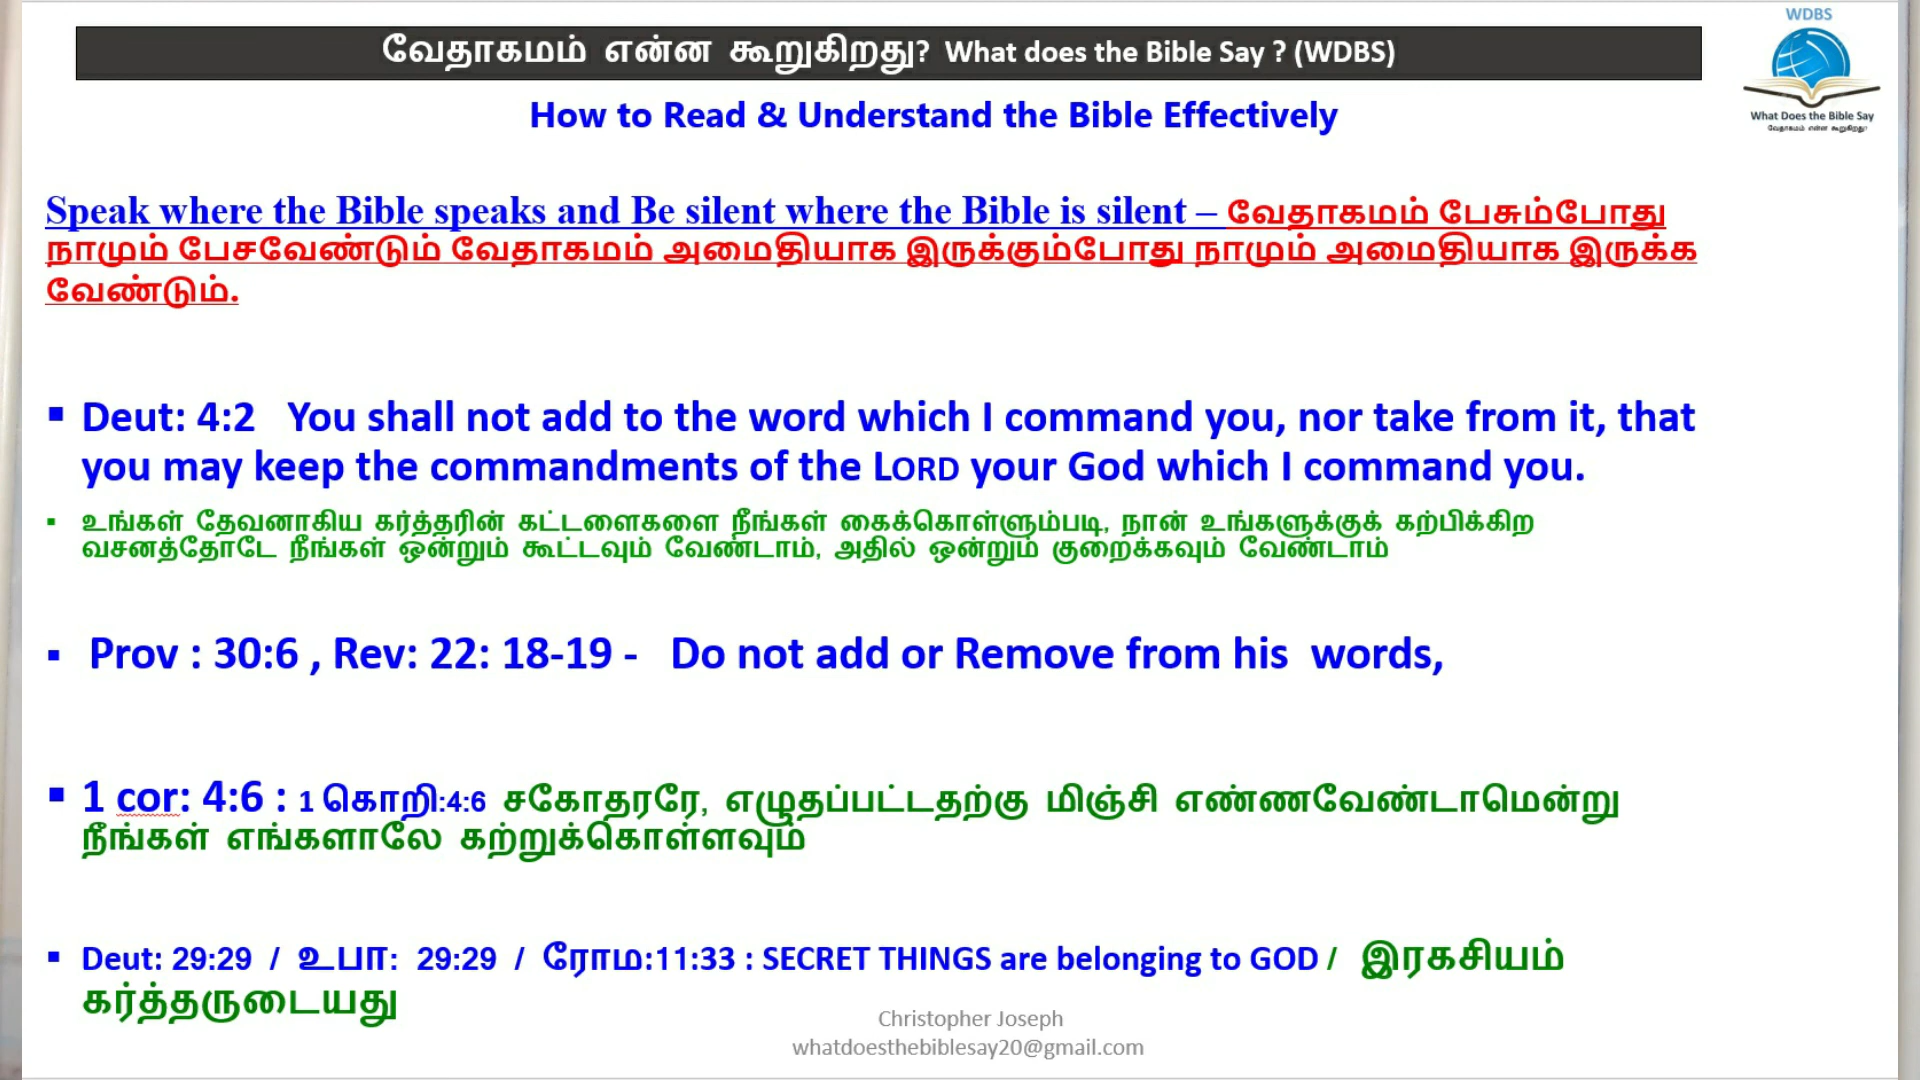 WDBS
வேதாகமம் என்ன கூறுகிறது? What does the Bible Say ? (WDBS)
What Does the Bible Say
வேதாகமம் என்ன கூறுகிறது?
How to Read & Understand the Bible Effectively
Speak where the Bible speaks and Be silent where the Bible is silent – வேதாகமம் பேசும்போது
நாமும் பேசவேண்டும் வேதாகமம் அமைதியாக இருக்கும்போது நாமும் அமைதியாக இருக்க
வேண்டும்.
▪ Deut: 4:2 You shall not add to the word which I command you, nor take from it, that
you may keep the commandments of the LORD your God which I command you.
▪ உங்கள் தேவனாகிய கர்த்தரின் கட்டளைகளை நீங்கள் கைக்கொள்ளும்படி, நான் உங்களுக்குக் கற்பிக்கிற
வசனத்தோடே நீங்கள் ஒன்றும் கூட்டவும் வேண்டாம், அதில் ஒன்றும் குறைக்கவும் வேண்டாம்
▪ Prov : 30:6 , Rev: 22: 18-19 - Do not add or Remove from his words,
▪ 1 cor: 4:6 : 1 கொறி:4:6 சகோதரரே, எழுதப்பட்டதற்கு மிஞ்சி எண்ணவேண்டாமென்று
நீங்கள் எங்களாலே கற்றுக்கொள்ளவும்
▪ Deut: 29:29 / உபா: 29:29 / ரோம:11:33 : SECRET THINGS are belonging to GOD / இரகசியம்
கர்த்தருடையது
Christopher Joseph
whatdoesthebiblesay20@gmail.com